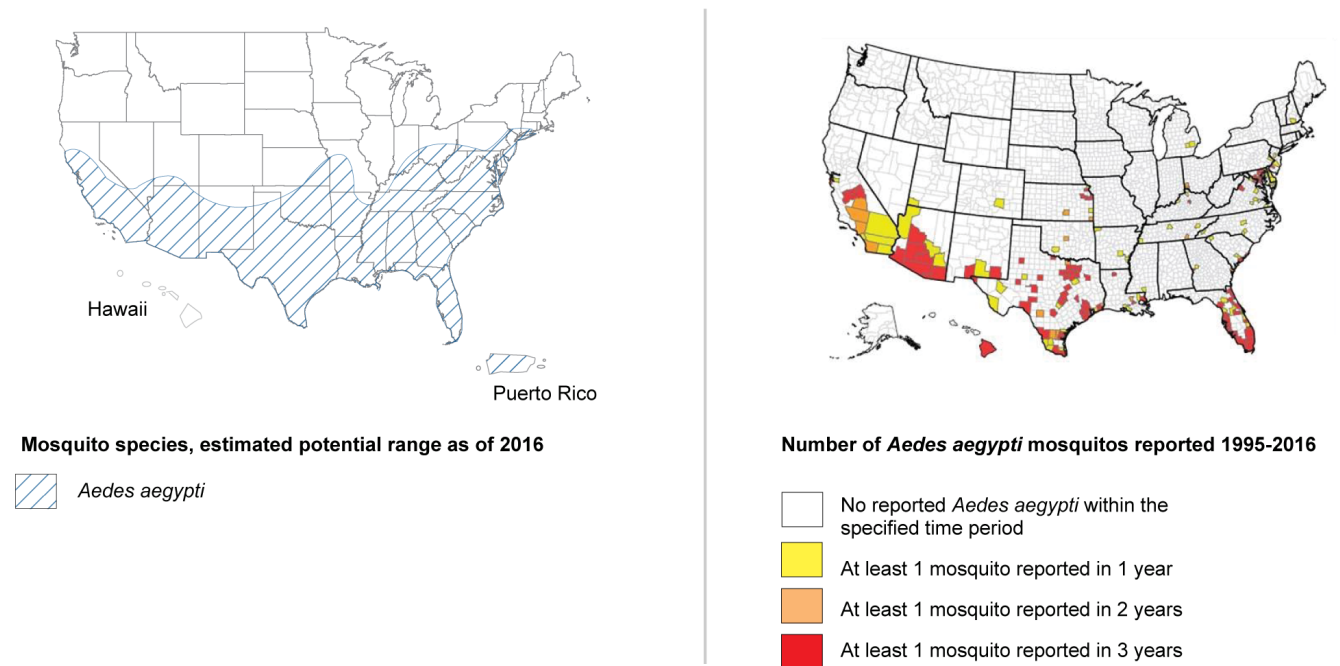 Hawaii
Puerto Rico
Mosquito species, estimated potential range as of 2016
Aedes aegypti
Number of Aedes aegypti mosquitos reported 1995-2016
No reported Aedes aegypti within the
specified time period
At least 1 mosquito reported in 1 year
At least 1 mosquito reported in 2 years
At least 1 mosquito reported in 3 years